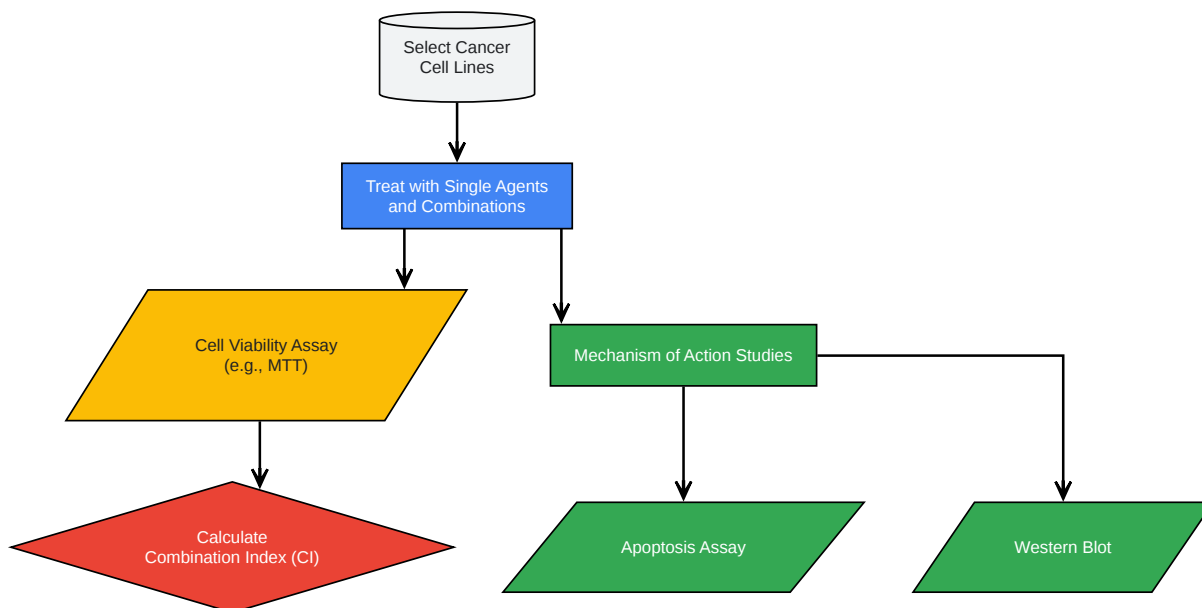 Select Cancer
Cell Lines
Treat with Single Agents
and Combinations
Cell Viability Assay
(e.g., MTT)
Mechanism of Action Studies
Calculate
Combination Index (CI)
Apoptosis Assay
Western Blot